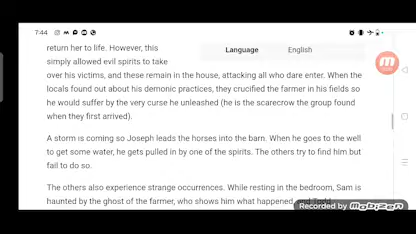 7:44
return her to life. However, this
Language English
simply allowed evil spirits to take
over his victims, and these remain in the house, attacking all who dare enter. When the
locals found out about his demonic practices, they crucified the farmer in his fields so
he would suffer by the very curse he unleashed (he is the scarecrow the group found
when they first arrived).
A storm is coming so Joseph leads the horses into the barn. When he goes to the well
to get some water, he gets pulled in by one of the spirits. The others try to find him but
fail to do so.
The others also experience strange occurrences. While resting in the bedroom, Sam is
haunted by the ghost of the farmer, who shows him what happened, and Todd
Recorded by MOBIZEN